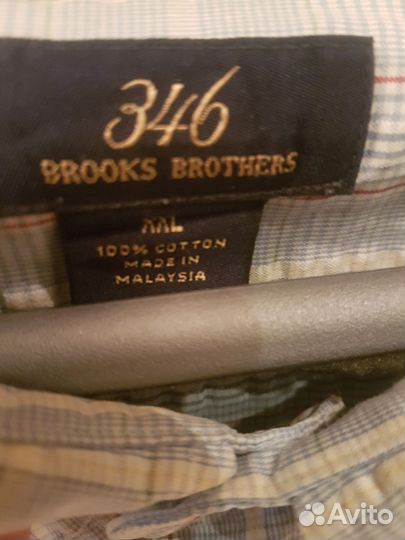 346
BROOKS BROTHERS
XXL
100% COTTON
MADE IN
MALAYSIA
Avito